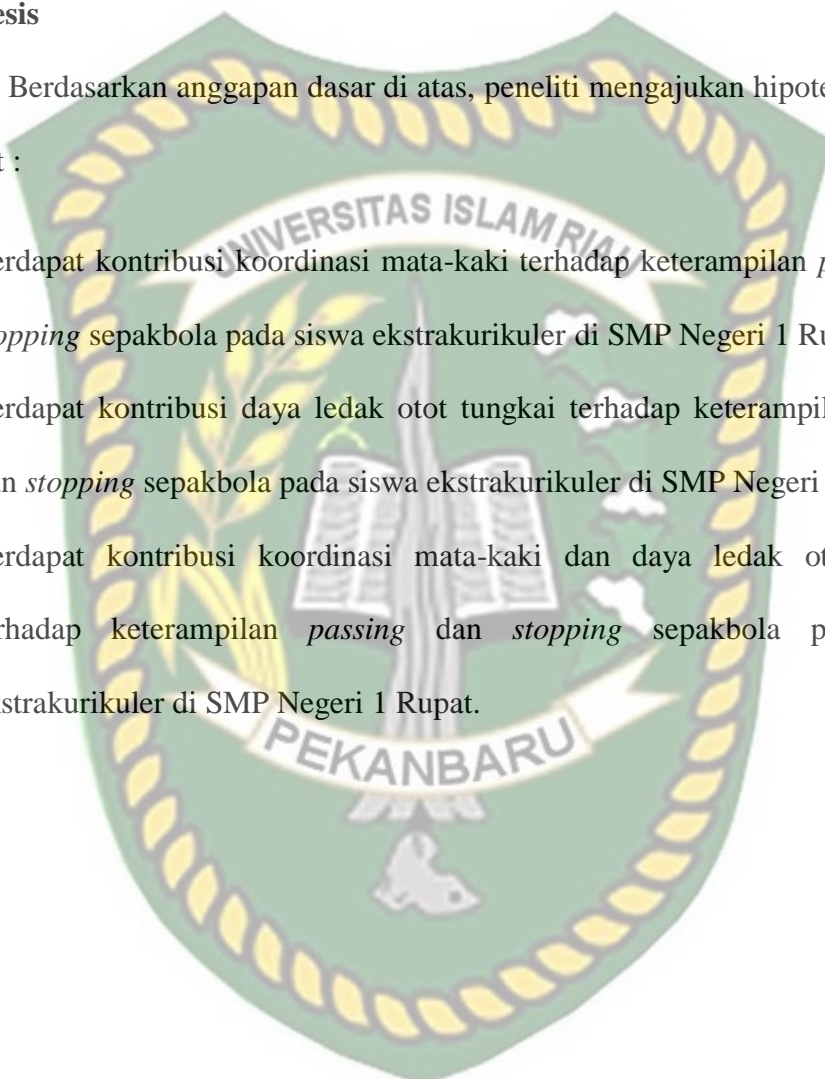 esis
Berdasarkan anggapan dasar di atas, peneliti mengajukan hipote
t :
UNIVERSITAS ISLAM RIAU
erdapat kontribusi koordinasi mata-kaki terhadap keterampilan p
opping sepakbola pada siswa ekstrakurikuler di SMP Negeri 1 Ru
erdapat kontribusi daya ledak otot tungkai terhadap keterampil
an stopping sepakbola pada siswa ekstrakurikuler di SMP Negeri
erdapat kontribusi koordinasi mata-kaki dan daya ledak ot
rhadap keterampilan passing dan stopping sepakbola p
kstrakurikuler di SMP Negeri 1 Rupat.
PEKANBARU